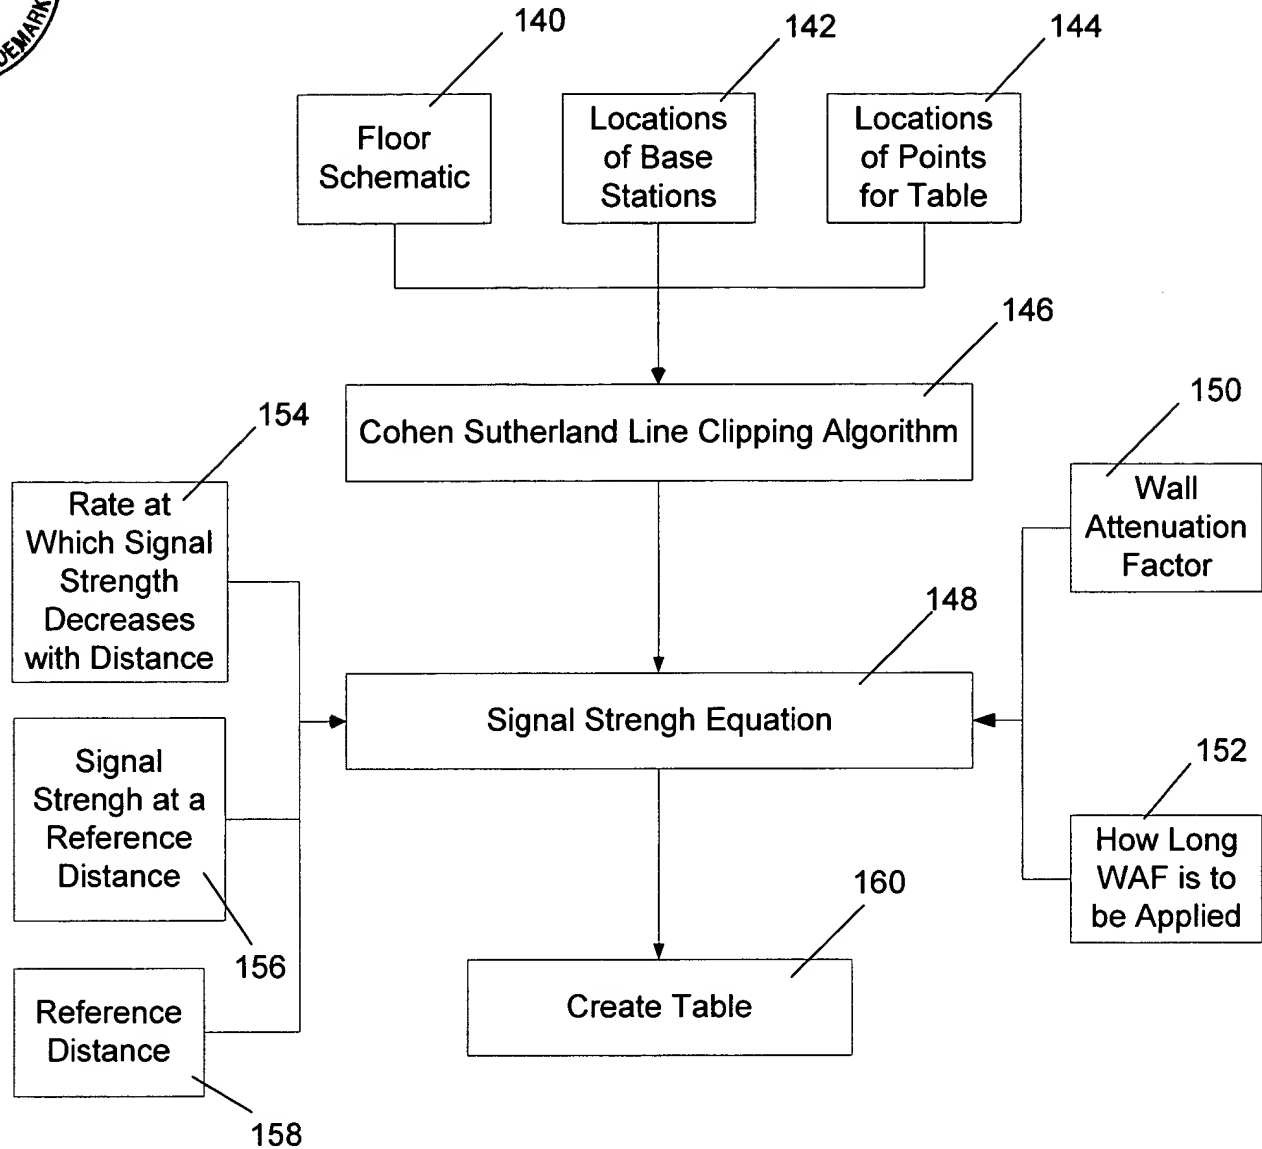 DEMARK
140
142
144
Floor
Schematic
Locations
of Base
Stations
Locations
of Points
for Table
146
Cohen Sutherland Line Clipping Algorithm
154
Rate at
Which Signal
Strength
Decreases
with Distance
150
Wall
Attenuation
Factor
148
Signal Strengh Equation
Signal
Strengh at a
Reference
Distance
156
152
How Long
WAF is to
be Applied
160
Create Table
Reference
Distance
158